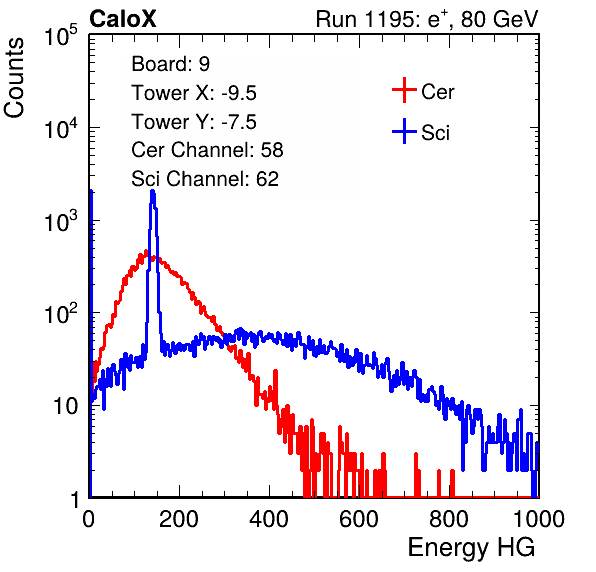 CaloX Run 1195: e⁺, 80 GeV
Counts
10⁵
10⁴
10³
10²
10
1
Board: 9
Tower X: -9.5
Tower Y: -7.5
Cer Channel: 58
Sci Channel: 62
Cer
Sci
0 200 400 600 800 1000
Energy HG